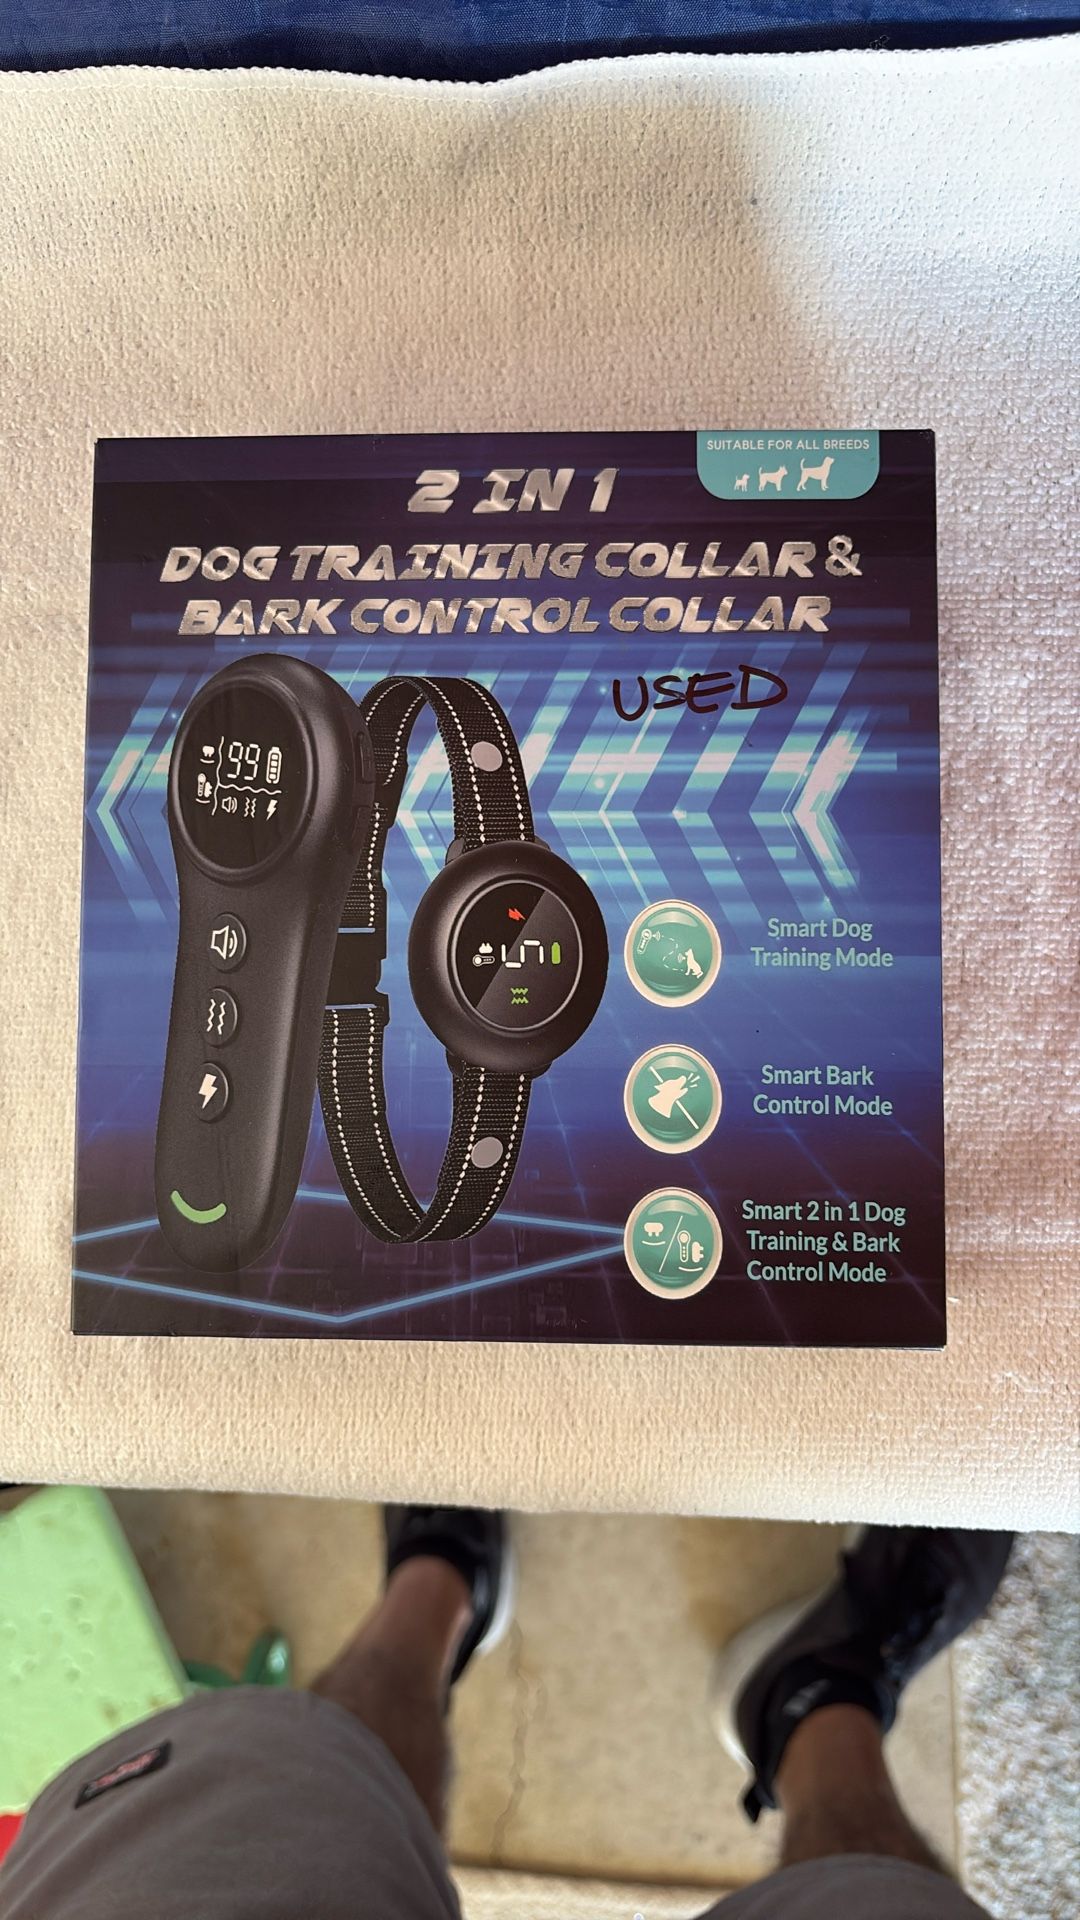 SUITABLE FOR ALL BREEDS
2 IN 1
DOG TRAINING COLLAR &
BARK CONTROL COLLAR
USED
99
Smart Dog
Training Mode
Smart Bark
Control Mode
Smart 2 in 1 Dog
Training & Bark
Control Mode